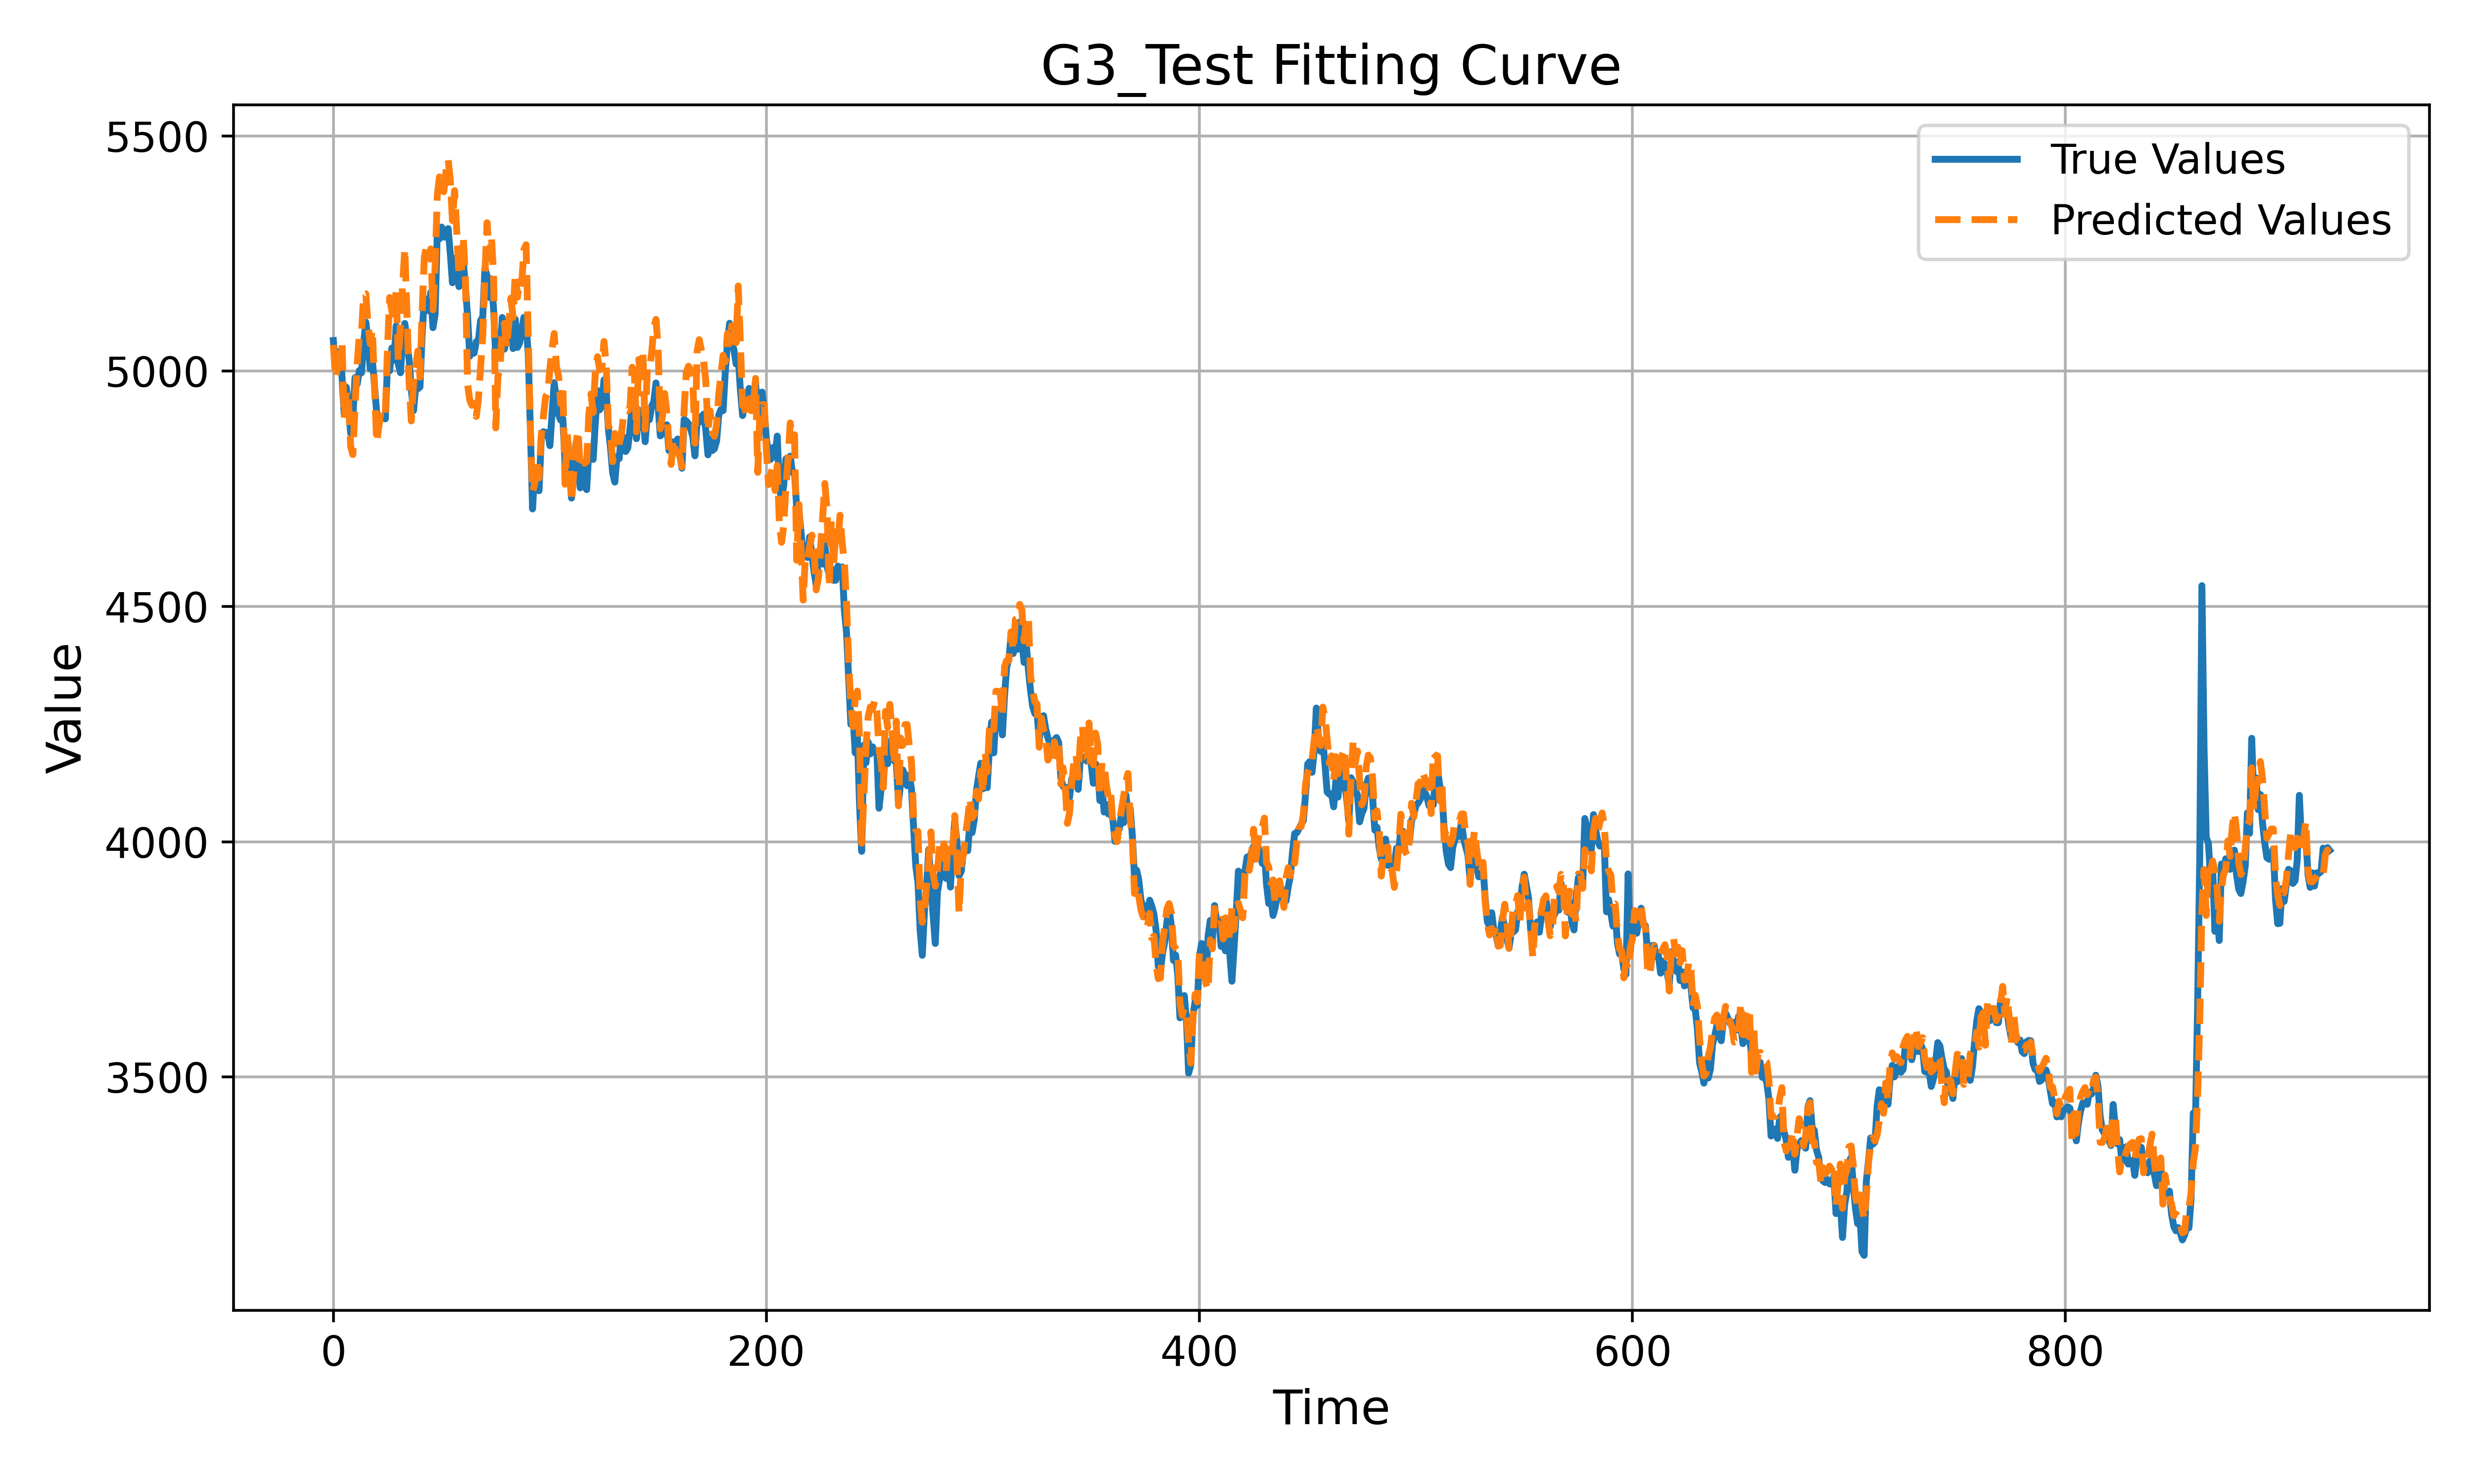 G3_Test Fitting Curve
True Values
Predicted Values
5500
5000
4500
4000
3500
Value
0
200
400
600
800
Time